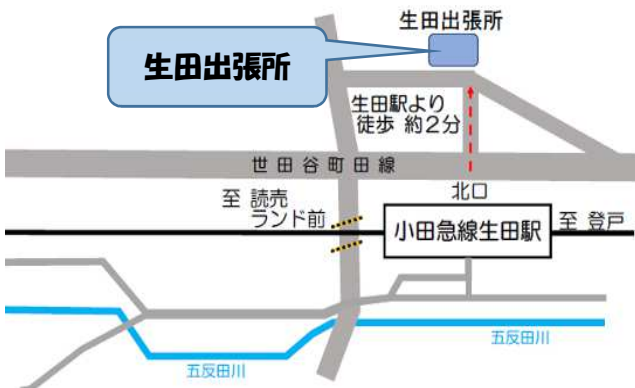 生田出張所
生田出張所
生田駅より
徒歩 約2分
世田谷町田線
北口
至 読売
ランド前
小田急線生田駅
至 登戸
五反田川
五反田川